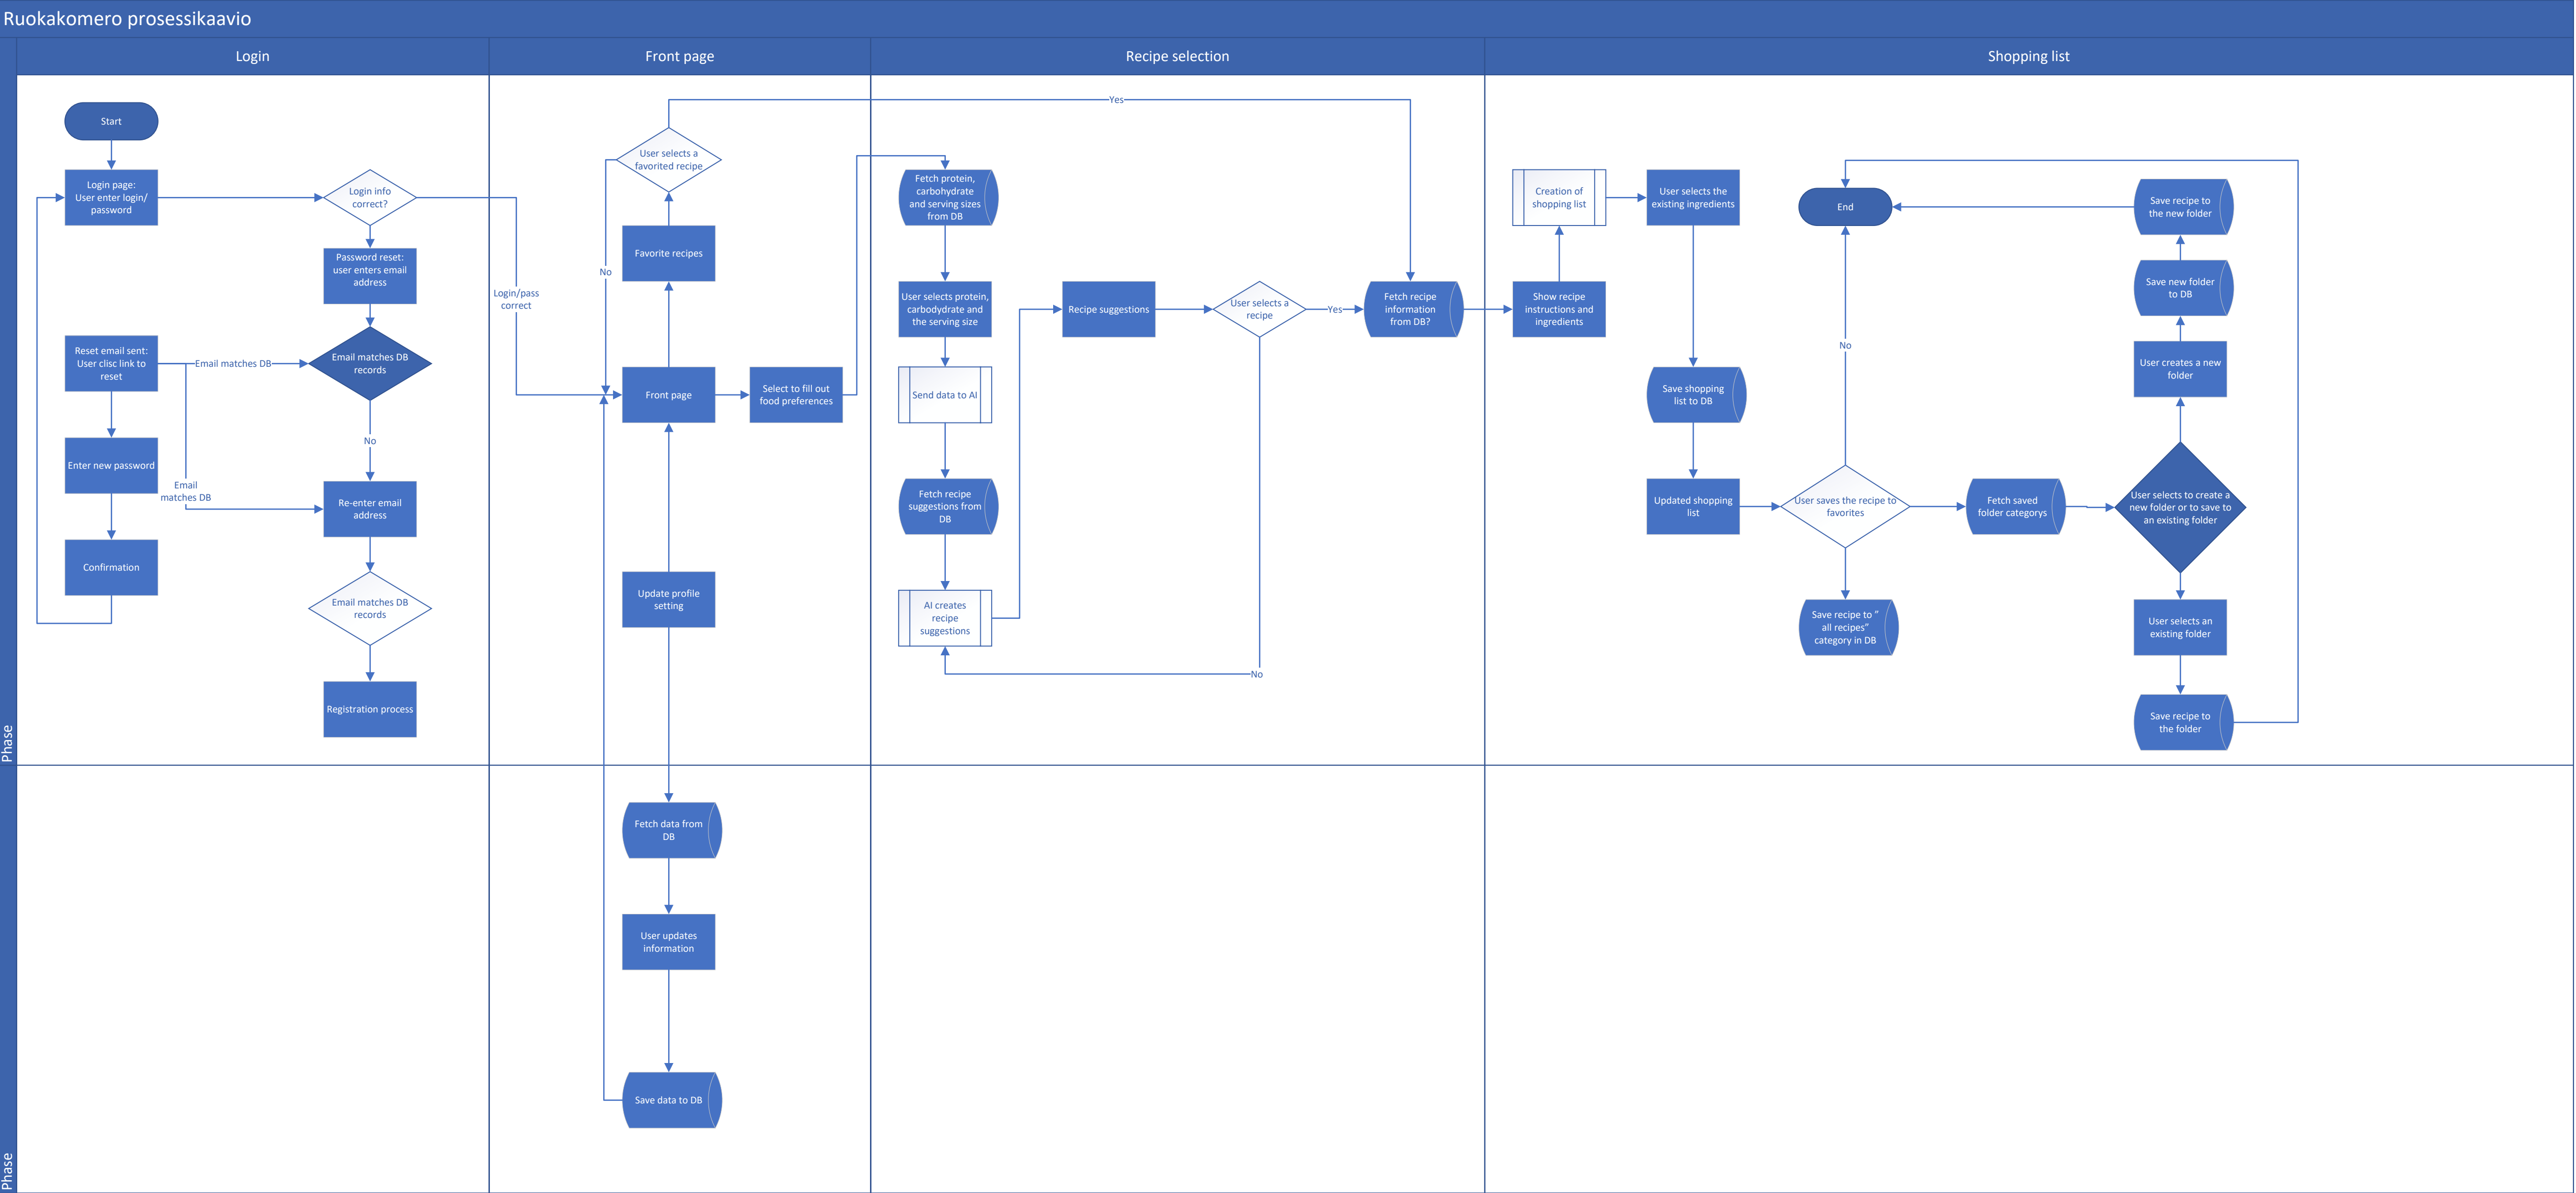 Ruokakomero prosessikaavio
Login
Front page
Recipe selection
Shopping list
Phase
Phase
Start
Login page:
User enter login/
password
Login info
correct?
Password reset:
user enters email
address
Reset email sent:
User clisc link to
reset
Email matches DB
Email matches DB
records
No
Enter new password
Email
matches DB
Re-enter email
address
Confirmation
Email matches DB
records
Registration process
Login/pass
correct
Yes
User selects a
favorited recipe
No
Favorite recipes
Front page
Select to fill out
food preferences
Update profile
setting
Fetch data from
DB
User updates
information
Save data to DB
Fetch protein,
carbohydrate
and serving sizes
from DB
User selects protein,
carbodydrate and
the serving size
Send data to AI
Fetch recipe
suggestions from
DB
AI creates
recipe
suggestions
Recipe suggestions
User selects a
recipe
Yes
No
Fetch recipe
information
from DB?
Show recipe
instructions and
ingredients
Creation of
shopping list
User selects the
existing ingredients
Save shopping
list to DB
Updated shopping
list
End
No
User saves the recipe to
favorites
Save recipe to ”
all recipes”
category in DB
Fetch saved
folder categorys
User selects to create a
new folder or to save to
an existing folder
User creates a new
folder
Save new folder
to DB
Save recipe to
the new folder
User selects an
existing folder
Save recipe to
the folder